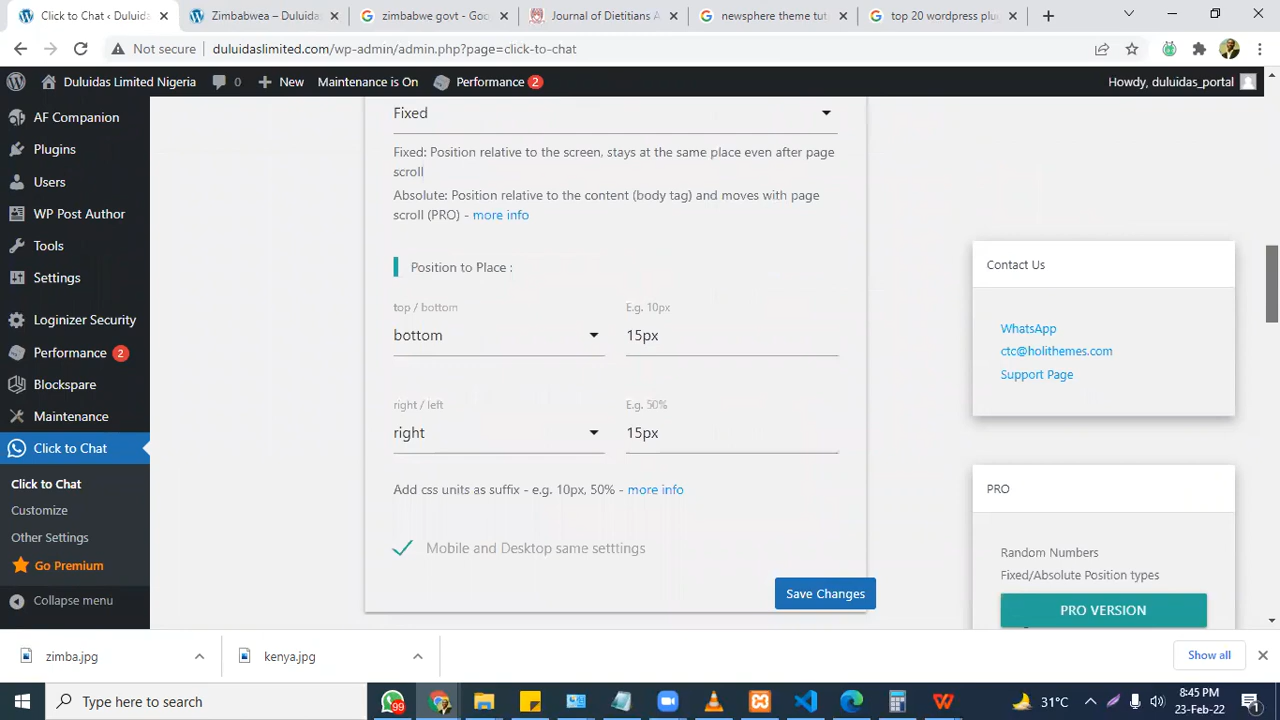 Click to Chat ‹ Duluidas
Zimbabwea – Duluidas
zimbabwe govt - Goo
Journal of Dietitians A
newsphere theme tut
top 20 wordpress plu
Not secure
duluidaslimited.com/wp-admin/admin.php?page=click-to-chat
Duluidas Limited Nigeria
0
New
Maintenance is On
Performance 2
Howdy, duluidas_portal
AF Companion
Plugins
Users
WP Post Author
Tools
Settings
Loginizer Security
Performance 2
Blockspare
Maintenance
Click to Chat
Click to Chat
Customize
Other Settings
Go Premium
Collapse menu
Fixed
Fixed: Position relative to the screen, stays at the same place even after page
scroll
Absolute: Position relative to the content (body tag) and moves with page
scroll (PRO) - more info
Position to Place :
top / bottom
E.g. 10px
bottom
15px
right / left
E.g. 50%
right
15px
Add css units as suffix - e.g. 10px, 50% - more info
Mobile and Desktop same setttings
Save Changes
Contact Us
WhatsApp
ctc@holithemes.com
Support Page
PRO
Random Numbers
Fixed/Absolute Position types
PRO VERSION
zimba.jpg
kenya.jpg
Show all
Type here to search
99
31°C
8:45 PM
23-Feb-22
1